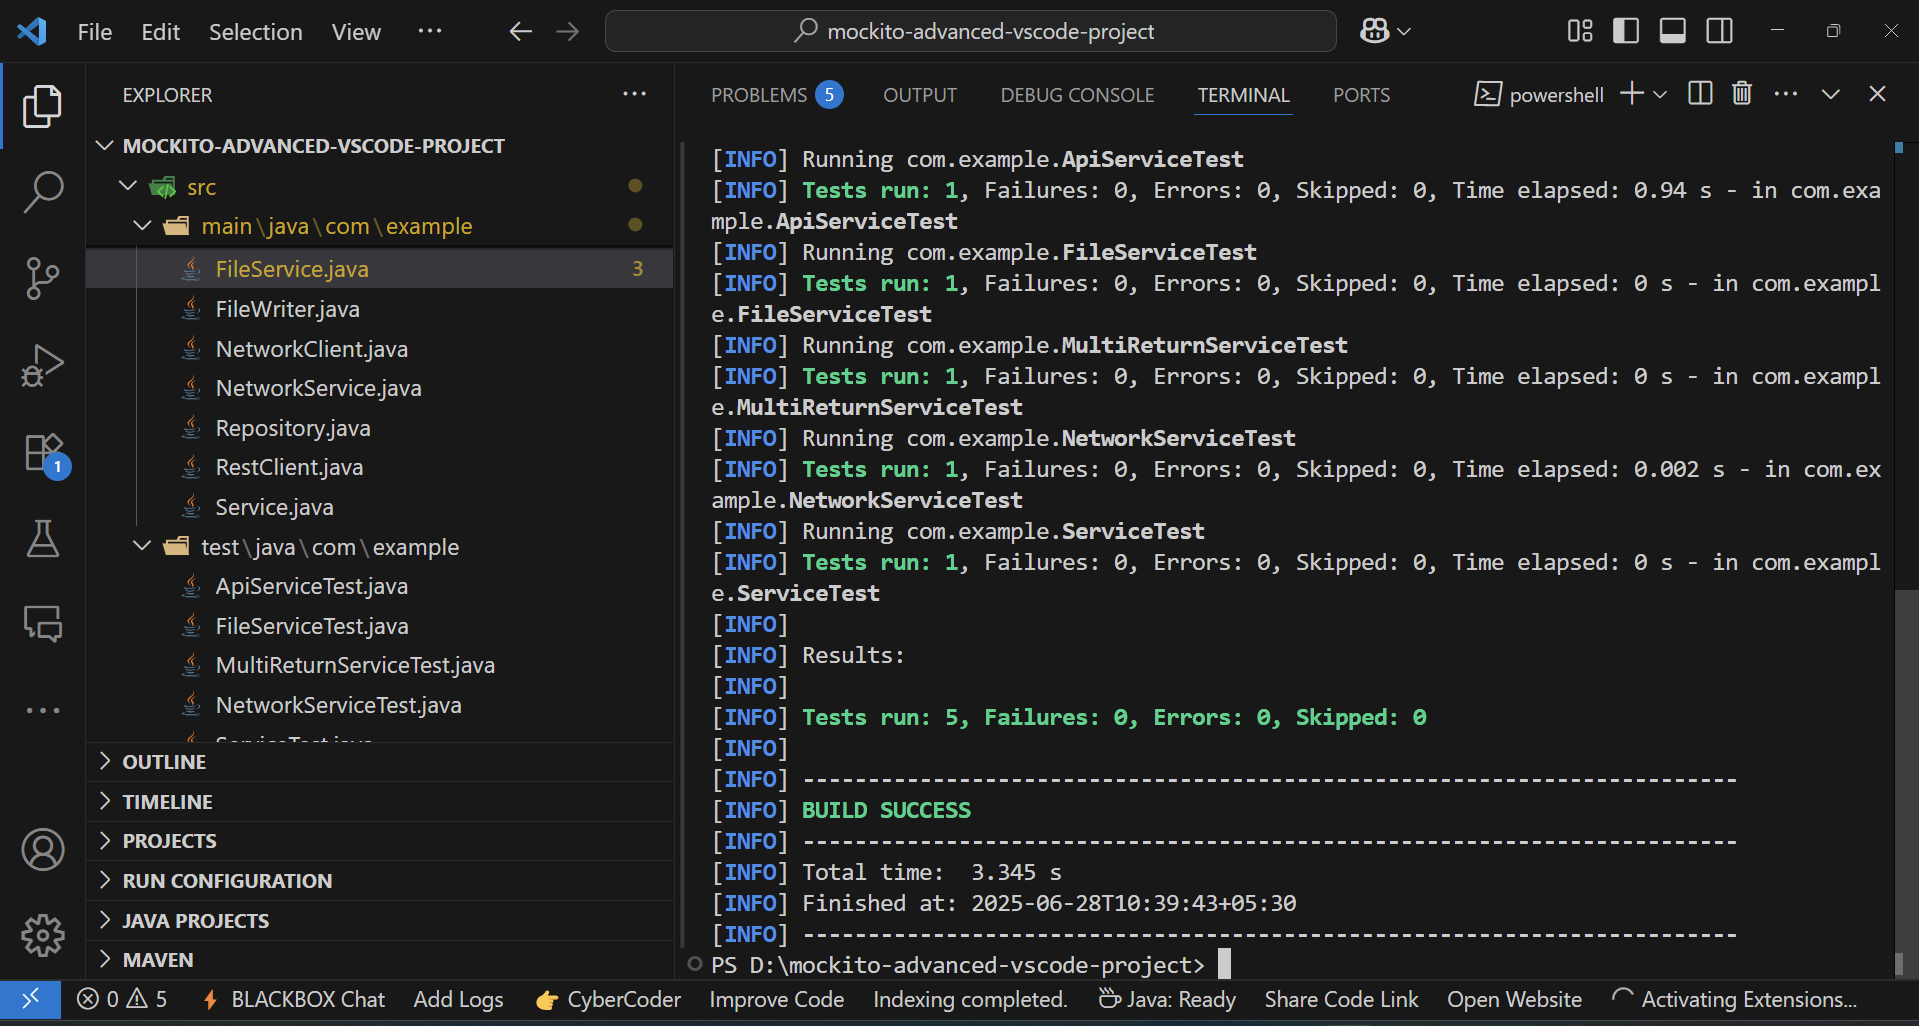 File Edit Selection View ···
mockito-advanced-vscode-project
EXPLORER
MOCKITO-ADVANCED-VSCODE-PROJECT
src
main\java\com\example
FileService.java 3
FileWriter.java
NetworkClient.java
NetworkService.java
Repository.java
RestClient.java
Service.java
test\java\com\example
ApiServiceTest.java
FileServiceTest.java
MultiReturnServiceTest.java
NetworkServiceTest.java
ServiceTest.java
OUTLINE
TIMELINE
PROJECTS
RUN CONFIGURATION
JAVA PROJECTS
MAVEN
1
PROBLEMS 5 OUTPUT DEBUG CONSOLE TERMINAL PORTS
powershell
[INFO] Running com.example.ApiServiceTest
[INFO] Tests run: 1, Failures: 0, Errors: 0, Skipped: 0, Time elapsed: 0.94 s - in com.exa
mple.ApiServiceTest
[INFO] Running com.example.FileServiceTest
[INFO] Tests run: 1, Failures: 0, Errors: 0, Skipped: 0, Time elapsed: 0 s - in com.exampl
e.FileServiceTest
[INFO] Running com.example.MultiReturnServiceTest
[INFO] Tests run: 1, Failures: 0, Errors: 0, Skipped: 0, Time elapsed: 0 s - in com.exampl
e.MultiReturnServiceTest
[INFO] Running com.example.NetworkServiceTest
[INFO] Tests run: 1, Failures: 0, Errors: 0, Skipped: 0, Time elapsed: 0.002 s - in com.ex
ample.NetworkServiceTest
[INFO] Running com.example.ServiceTest
[INFO] Tests run: 1, Failures: 0, Errors: 0, Skipped: 0, Time elapsed: 0 s - in com.exampl
e.ServiceTest
[INFO]
[INFO] Results:
[INFO]
[INFO] Tests run: 5, Failures: 0, Errors: 0, Skipped: 0
[INFO]
[INFO] ------------------------------------------------------------------------
[INFO] BUILD SUCCESS
[INFO] ------------------------------------------------------------------------
[INFO] Total time:  3.345 s
[INFO] Finished at: 2025-06-28T10:39:43+05:30
[INFO] ------------------------------------------------------------------------
PS D:\mockito-advanced-vscode-project>
0 5 BLACKBOX Chat Add Logs CyberCoder Improve Code Indexing completed. Java: Ready Share Code Link Open Website Activating Extensions...